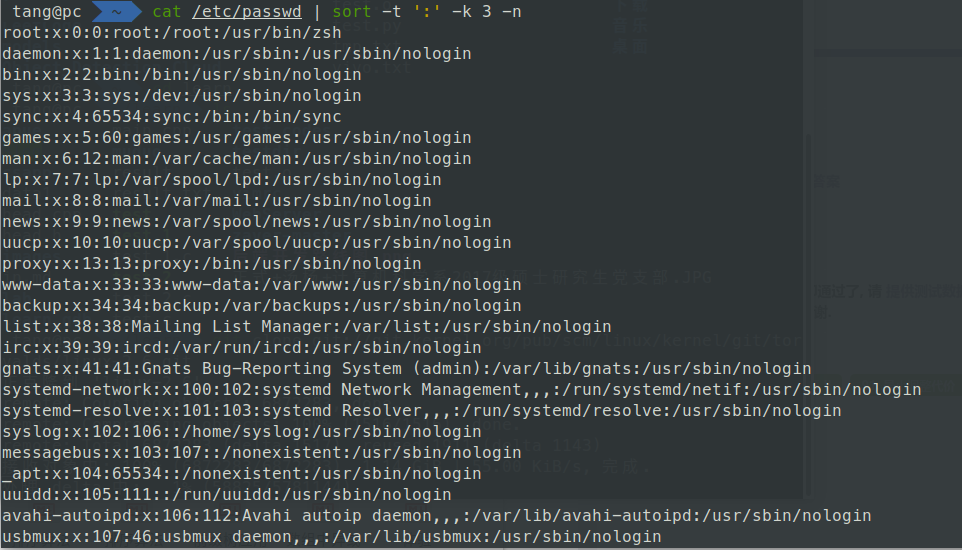 tang@pc ~ cat /etc/passwd | sort -t ':' -k 3 -n
root:x:0:0:root:/root:/usr/bin/zsh
daemon:x:1:1:daemon:/usr/sbin:/usr/sbin/nologin
bin:x:2:2:bin:/bin:/usr/sbin/nologin
sys:x:3:3:sys:/dev:/usr/sbin/nologin
sync:x:4:65534:sync:/bin:/bin/sync
games:x:5:60:games:/usr/games:/usr/sbin/nologin
man:x:6:12:man:/var/cache/man:/usr/sbin/nologin
lp:x:7:7:lp:/var/spool/lpd:/usr/sbin/nologin
mail:x:8:8:mail:/var/mail:/usr/sbin/nologin
news:x:9:9:news:/var/spool/news:/usr/sbin/nologin
uucp:x:10:10:uucp:/var/spool/uucp:/usr/sbin/nologin
proxy:x:13:13:proxy:/bin:/usr/sbin/nologin
www-data:x:33:33:www-data:/var/www:/usr/sbin/nologin
backup:x:34:34:backup:/var/backups:/usr/sbin/nologin
list:x:38:38:Mailing List Manager:/var/list:/usr/sbin/nologin
irc:x:39:39:ircd:/var/run/ircd:/usr/sbin/nologin
gnats:x:41:41:Gnats Bug-Reporting System (admin):/var/lib/gnats:/usr/sbin/nologin
systemd-network:x:100:102:systemd Network Management,,,:/run/systemd/netif:/usr/sbin/nologin
systemd-resolve:x:101:103:systemd Resolver,,,:/run/systemd/resolve:/usr/sbin/nologin
syslog:x:102:106::/home/syslog:/usr/sbin/nologin
messagebus:x:103:107::/nonexistent:/usr/sbin/nologin
_apt:x:104:65534::/nonexistent:/usr/sbin/nologin
uuidd:x:105:111::/run/uuidd:/usr/sbin/nologin
avahi-autoipd:x:106:112:Avahi autoip daemon,,,:/var/lib/avahi-autoipd:/usr/sbin/nologin
usbmux:x:107:46:usbmux daemon,,,:/var/lib/usbmux:/usr/sbin/nologin